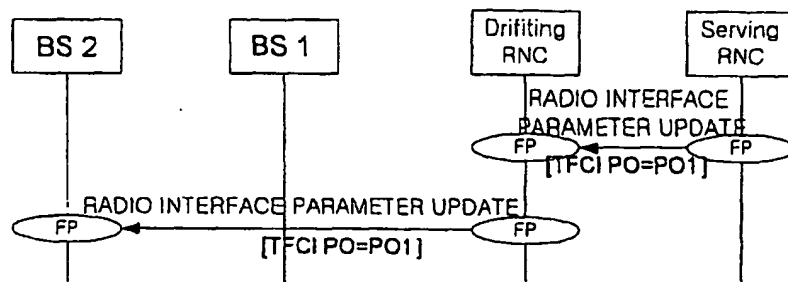 BS 2
BS 1
Drifiting
RNC
Serving
RNC
RADIO INTERFACE
PARAMETER UPDATE
FP
FP
[TFCI PO=PO1]
RADIO INTERFACE PARAMETER UPDATE
FP
FP
[TFCI PO=PO1]